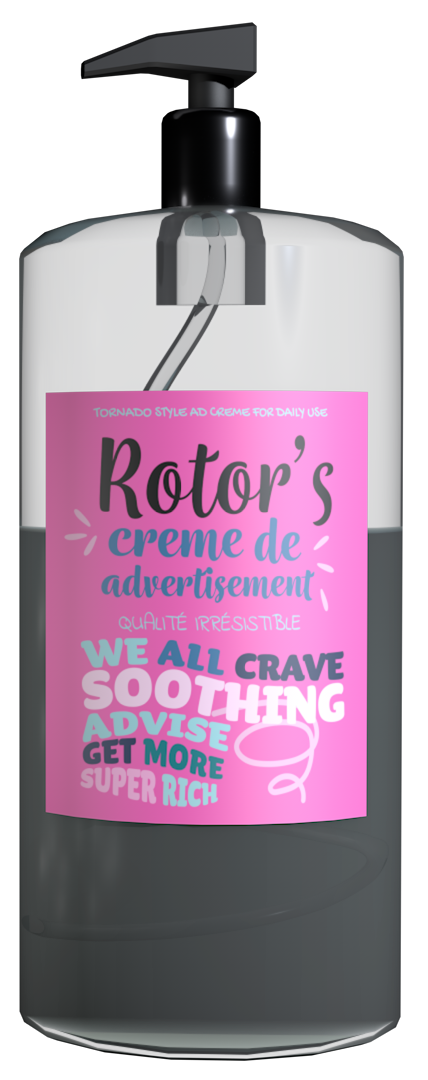 TORNADO STYLE AD CREME FOR DAILY USE
Rotor's
creme de
advertisement
QUALITÉ IRRÉSISTIBLE
WE ALL CRAVE
SOOTHING
ADVISE
GET MORE
SUPER RICH